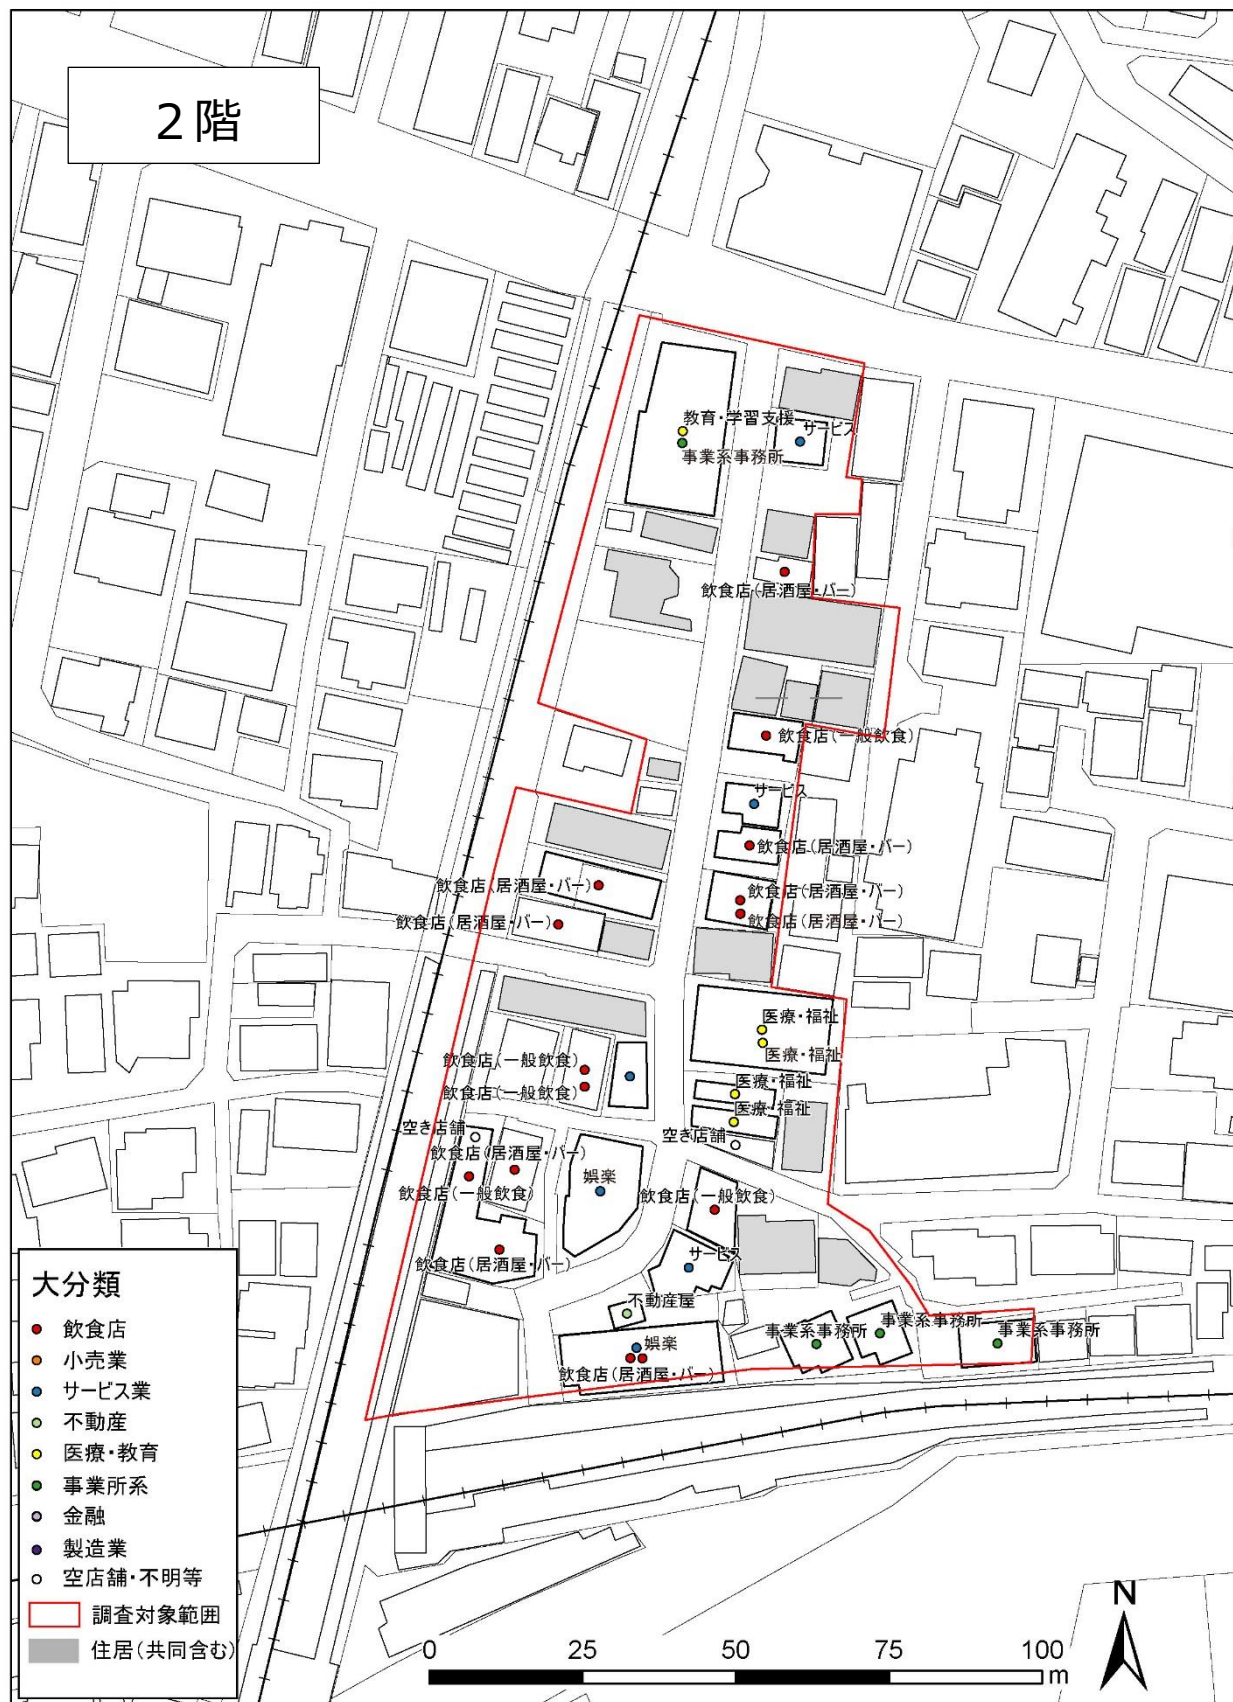 ２階
教育・学習支援
サービス
事業系事務所
飲食店(居酒屋・バー)
飲食店(一般飲食)
サービス
飲食店(居酒屋・バー)
飲食店(居酒屋・バー)
飲食店(居酒屋・バー)
飲食店(居酒屋・バー)
飲食店(居酒屋・バー)
医療・福祉
医療・福祉
飲食店(一般飲食)
飲食店(一般飲食)
医療・福祉
医療・福祉
空き店舗
空き店舗
飲食店(居酒屋・バー)
娯楽
飲食店(一般飲食)
飲食店(一般飲食)
サービス
飲食店(居酒屋・バー)
不動産屋
事業系事務所
事業系事務所
事業系事務所
娯楽
飲食店(居酒屋・バー)
大分類
飲食店
小売業
サービス業
不動産
医療・教育
事業所系
金融
製造業
空店舗・不明等
調査対象範囲
住居(共同含む)
N
0 25 50 75 100
m